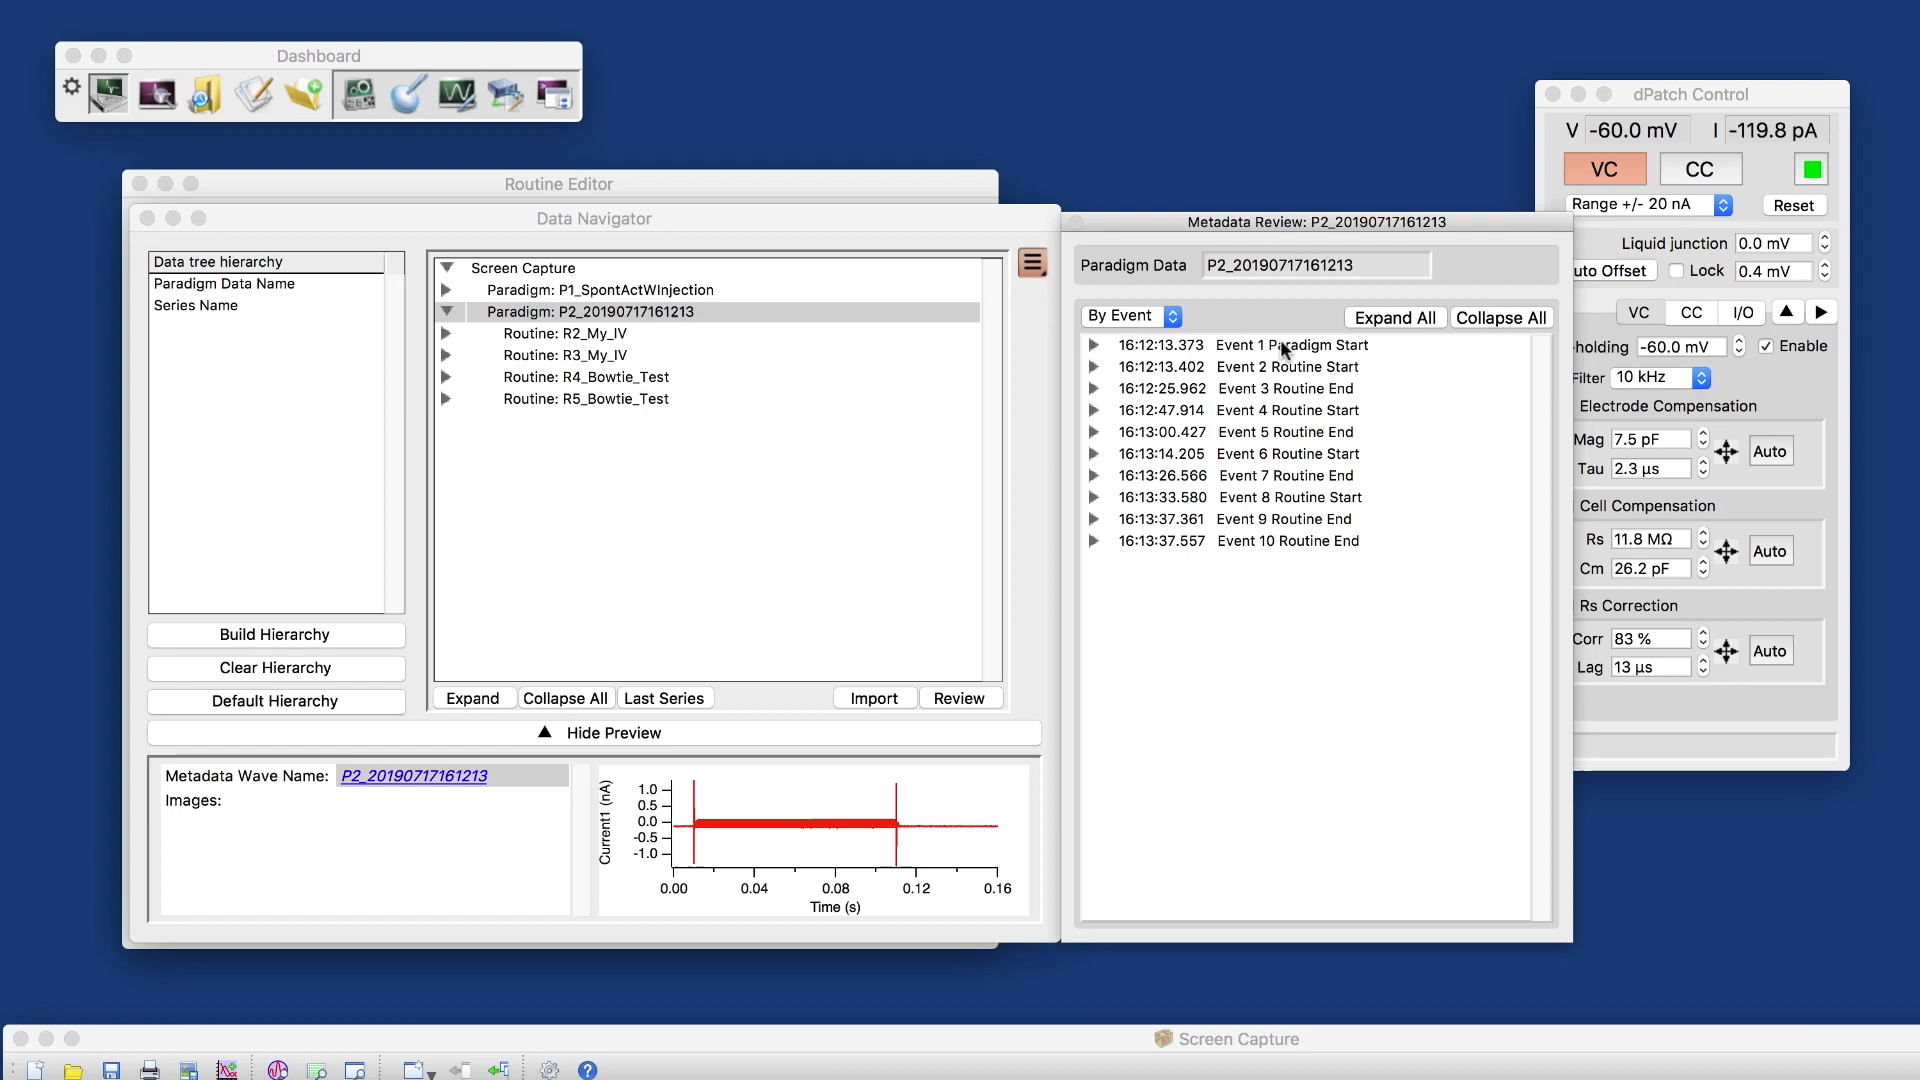 Dashboard
dPatch Control
V -60.0 mV I -119.8 pA
VC CC
Range +/- 20 nA Reset
Liquid junction 0.0 mV
uto Offset Lock 0.4 mV
VC CC I/O
holding -60.0 mV Enable
Filter 10 kHz
Electrode Compensation
Mag 7.5 pF Auto
Tau 2.3 µs
Cell Compensation
Rs 11.8 MΩ Auto
Cm 26.2 pF
Rs Correction
Corr 83 % Auto
Lag 13 µs
Routine Editor
Data Navigator
Data tree hierarchy
Paradigm Data Name
Series Name
Build Hierarchy
Clear Hierarchy
Default Hierarchy
Screen Capture
Paradigm: P1_SpontActWInjection
Paradigm: P2_20190717161213
Routine: R2_My_IV
Routine: R3_My_IV
Routine: R4_Bowtie_Test
Routine: R5_Bowtie_Test
Expand Collapse All Last Series Import Review
Hide Preview
Metadata Wave Name: P2_20190717161213
Images:
Current1 (nA)
1.0
0.5
0.0
-0.5
-1.0
0.00 0.04 0.08 0.12 0.16
Time (s)
Metadata Review: P2_20190717161213
Paradigm Data P2_20190717161213
By Event Expand All Collapse All
16:12:13.373 Event 1 Paradigm Start
16:12:13.402 Event 2 Routine Start
16:12:25.962 Event 3 Routine End
16:12:47.914 Event 4 Routine Start
16:13:00.427 Event 5 Routine End
16:13:14.205 Event 6 Routine Start
16:13:26.566 Event 7 Routine End
16:13:33.580 Event 8 Routine Start
16:13:37.361 Event 9 Routine End
16:13:37.557 Event 10 Routine End
Screen Capture